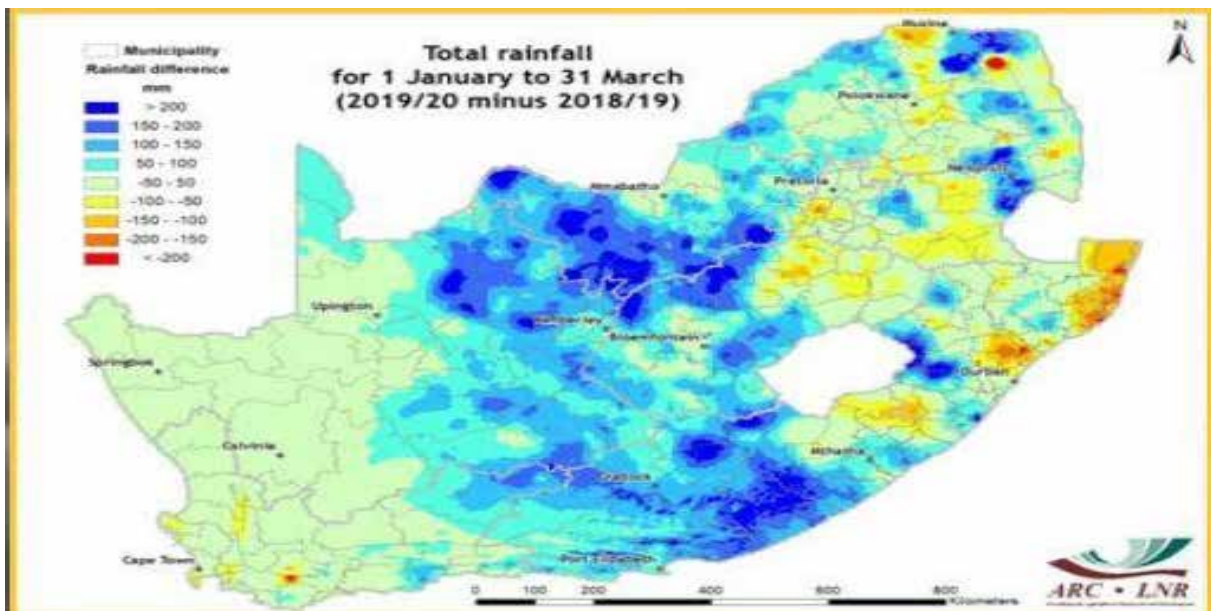 Musina
N
Municipality
Rainfall difference
mm
> 200
150 - 200
100 - 150
50 - 100
-50 - 50
-100 - -50
-150 - -100
-200 - -150
< -200
Total rainfall
for 1 January to 31 March
(2019/20 minus 2018/19)
Polokwane
Nelspruit
Mmabatho
Pretoria
Upington
Kimberley
Bloemfontein
Springbok
Durban
Calvinia
Mthatha
Cradock
Cape Town
Port Elizabeth
0 100 200 400 600 800
Kilometers
ARC • LNR